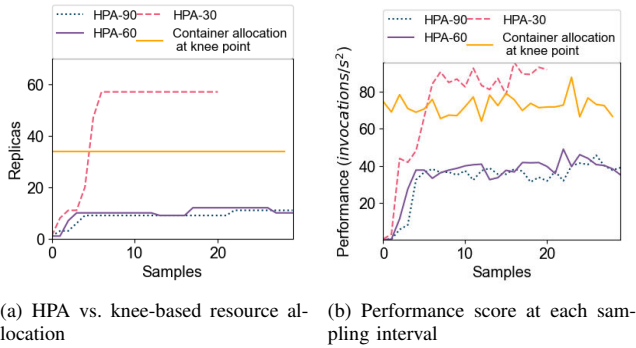 HPA-90
HPA-30
HPA-60
Container allocation
at knee point
Replicas
60
40
20
0
0
20
Samples
HPA-90
HPA-30
HPA-60
Container allocation
at knee point
Performance (invocations/s²)
80
60
40
20
0
10
20
Samples
(a) HPA vs. knee-based resource al-
location
(b) Performance score at each sam-
pling interval